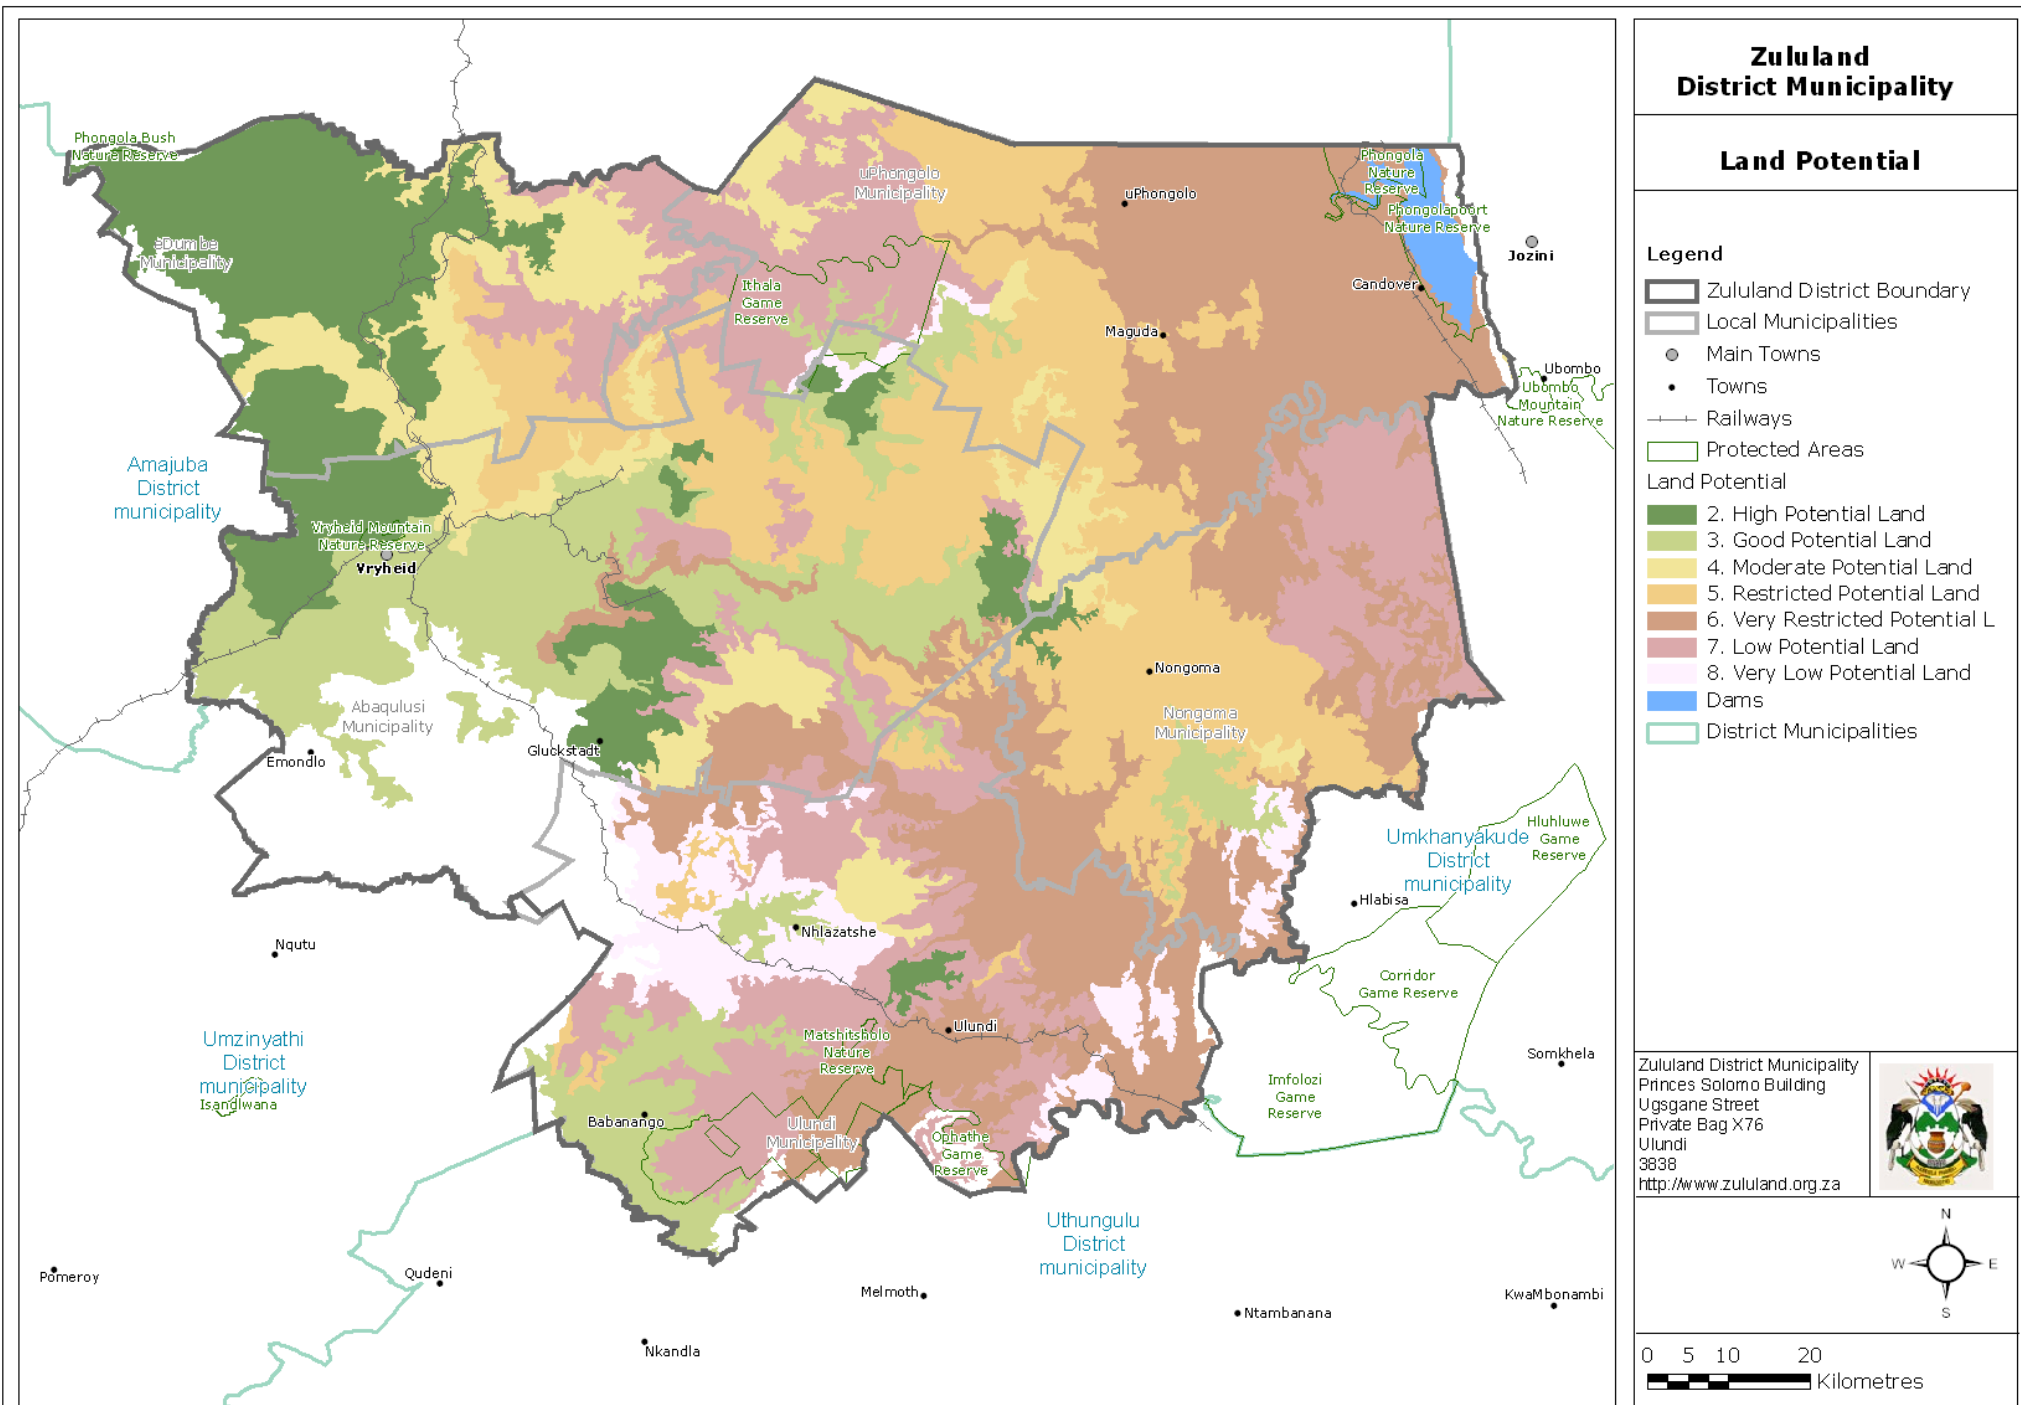 Zululand
District Municipality
Land Potential
Legend
Zululand District Boundary
Local Municipalities
Main Towns
Towns
Railways
Protected Areas
Land Potential
2. High Potential Land
3. Good Potential Land
4. Moderate Potential Land
5. Restricted Potential Land
6. Very Restricted Potential L
7. Low Potential Land
8. Very Low Potential Land
Dams
District Municipalities
Zululand District Municipality
Princes Solomo Building
Ugsgane Street
Private Bag X76
Ulundi
3838
http://www.zululand.org.za
N
W
E
S
0 5 10 20
Kilometres
Phongola Bush
Nature Reserve
eDumbe
Municipality
uPhongolo
Municipality
uPhongolo
Phongola
Nature
Reserve
Phongolapoort
Nature Reserve
Jozini
Candover
Ithala
Game
Reserve
Maguda
Ubombo
Ubombo
Mountain
Nature Reserve
Amajuba
District
municipality
Vryheid Mountain
Nature Reserve
Vryheid
Nongoma
Nongoma
Municipality
Abaqulusi
Municipality
Gluckstadt
Emondlo
Umkhanyakude
District
municipality
Hluhluwe
Game
Reserve
Hlabisa
Nhlazatshe
Nqutu
Corridor
Game Reserve
Ulundi
Matshitsholo
Nature
Reserve
Umzinyathi
District
municipality
Isandlwana
Somkhela
Imfolozi
Game
Reserve
Babanango
Ulundi
Municipality
Ophathe
Game
Reserve
Uthungulu
District
municipality
Pomeroy
Qudeni
Melmoth
Ntambanana
KwaMbonambi
Nkandla